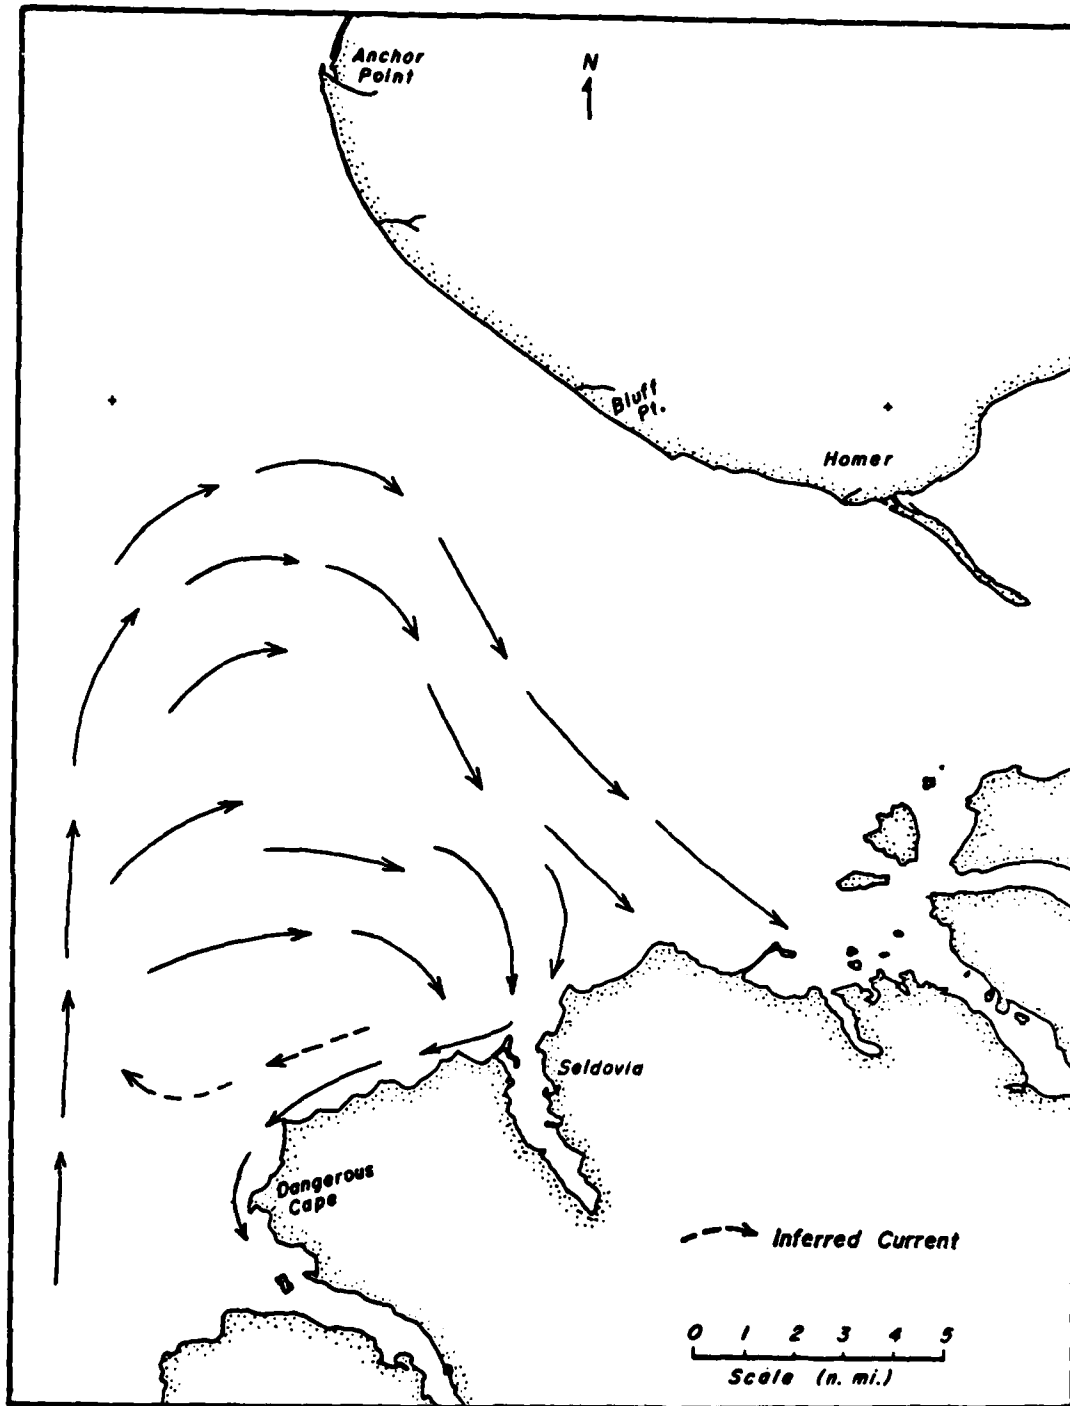 Anchor
Point
N
Bluff
Pt.
Homer
Seldovia
Dangerous
Cape
Inferred Current
0 1 2 3 4 5
Scale (n. mi.)